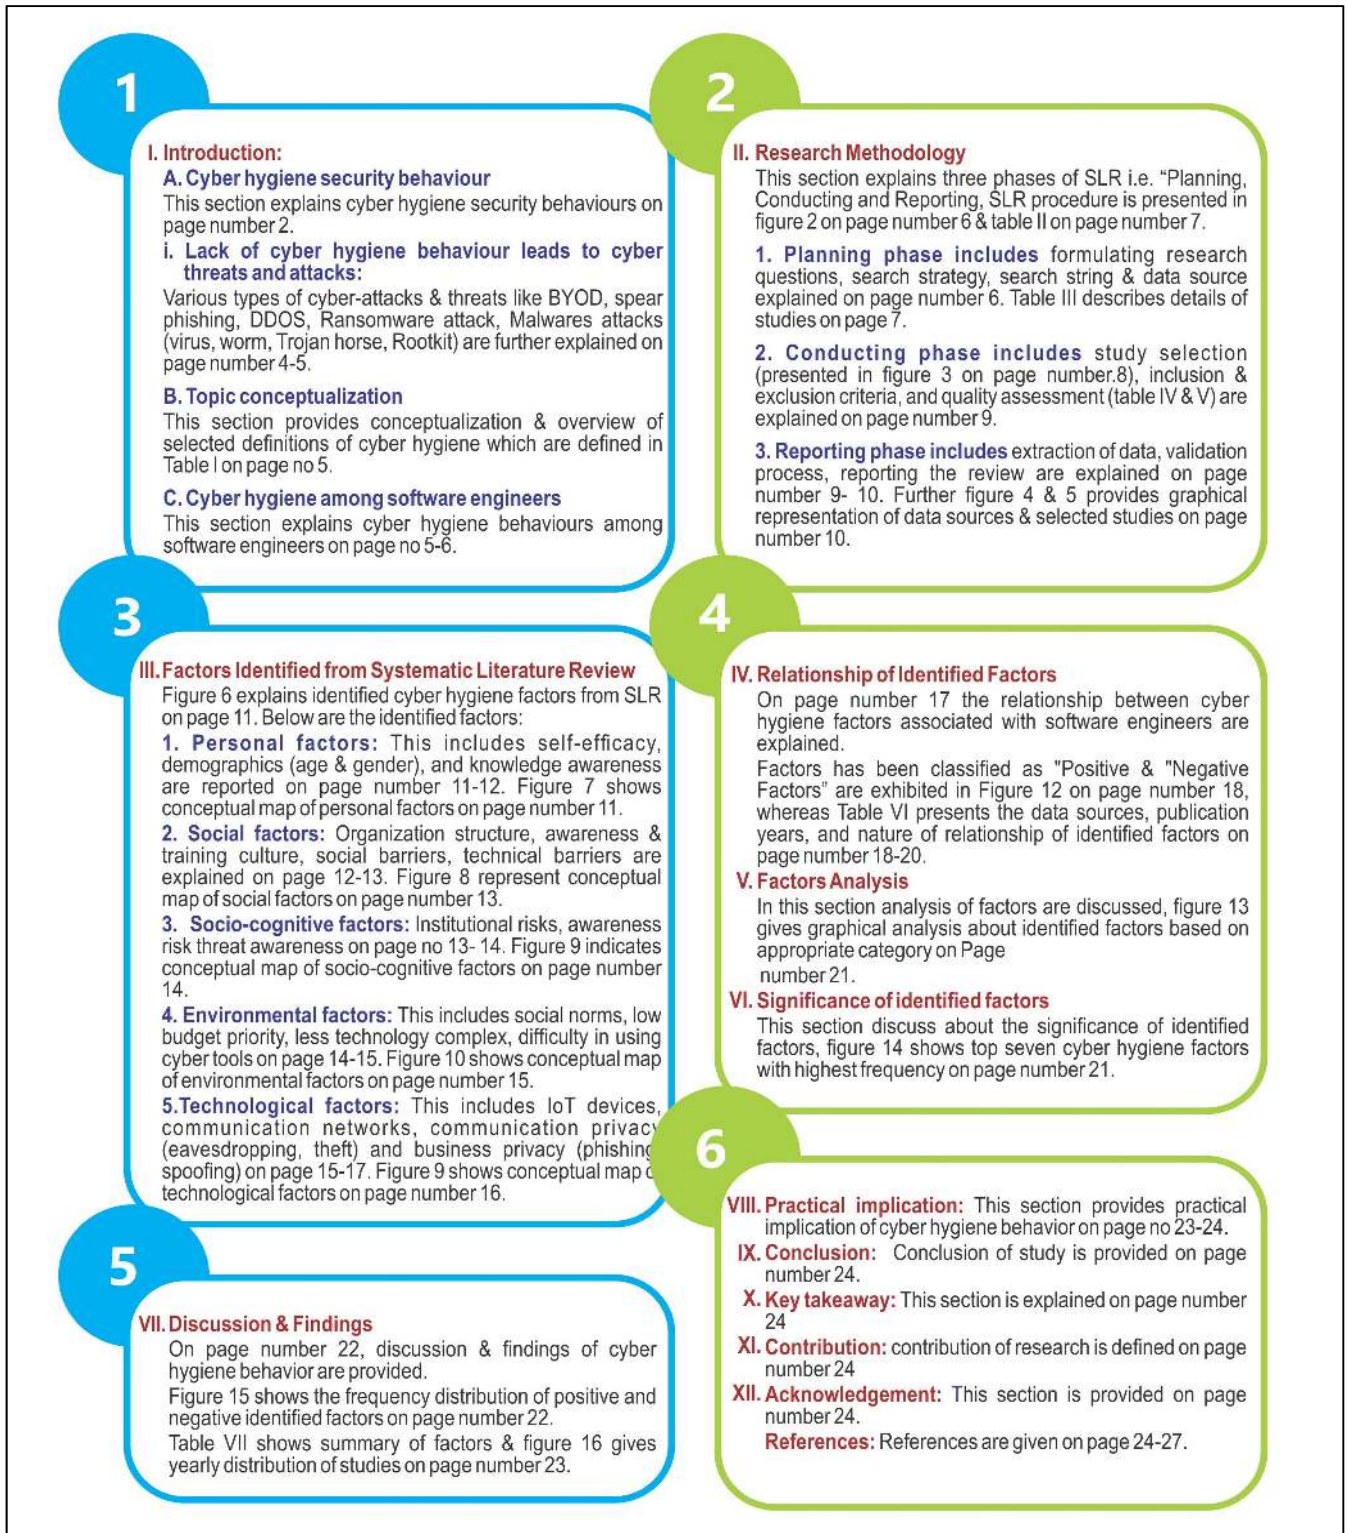 1
I. Introduction:
A. Cyber hygiene security behaviour
This section explains cyber hygiene security behaviours on
page number 2.
i. Lack of cyber hygiene behaviour leads to cyber
threats and attacks:
Various types of cyber-attacks & threats like BYOD, spear
phishing, DDOS, Ransomware attack, Malwares attacks
(virus, worm, Trojan horse, Rootkit) are further explained on
page number 4-5.
B. Topic conceptualization
This section provides conceptualization & overview of
selected definitions of cyber hygiene which are defined in
Table I on page no 5.
C. Cyber hygiene among software engineers
This section explains cyber hygiene behaviours among
software engineers on page no 5-6.
2
II. Research Methodology
This section explains three phases of SLR i.e. “Planning,
Conducting and Reporting, SLR procedure is presented in
figure 2 on page number 6 & table II on page number 7.
1. Planning phase includes formulating research
questions, search strategy, search string & data source
explained on page number 6. Table III describes details of
studies on page 7.
2. Conducting phase includes study selection
(presented in figure 3 on page number.8), inclusion &
exclusion criteria, and quality assessment (table IV & V) are
explained on page number 9.
3. Reporting phase includes extraction of data, validation
process, reporting the review are explained on page
number 9- 10. Further figure 4 & 5 provides graphical
representation of data sources & selected studies on page
number 10.
3
III. Factors Identified from Systematic Literature Review
Figure 6 explains identified cyber hygiene factors from SLR
on page 11. Below are the identified factors:
1. Personal factors: This includes self-efficacy,
demographics (age & gender), and knowledge awareness
are reported on page number 11-12. Figure 7 shows
conceptual map of personal factors on page number 11.
2. Social factors: Organization structure, awareness &
training culture, social barriers, technical barriers are
explained on page 12-13. Figure 8 represent conceptual
map of social factors on page number 13.
3. Socio-cognitive factors: Institutional risks, awareness
risk threat awareness on page no 13- 14. Figure 9 indicates
conceptual map of socio-cognitive factors on page number
14.
4. Environmental factors: This includes social norms, low
budget priority, less technology complex, difficulty in using
cyber tools on page 14-15. Figure 10 shows conceptual map
of environmental factors on page number 15.
5.Technological factors: This includes IoT devices,
communication networks, communication privacy
(eavesdropping, theft) and business privacy (phishing
spoofing) on page 15-17. Figure 9 shows conceptual map
technological factors on page number 16.
4
IV. Relationship of Identified Factors
On page number 17 the relationship between cyber
hygiene factors associated with software engineers are
explained.
Factors has been classified as "Positive & "Negative
Factors” are exhibited in Figure 12 on page number 18,
whereas Table VI presents the data sources, publication
years, and nature of relationship of identified factors on
page number 18-20.
V. Factors Analysis
In this section analysis of factors are discussed, figure 13
gives graphical analysis about identified factors based on
appropriate category on Page
number 21.
VI. Significance of identified factors
This section discuss about the significance of identified
factors, figure 14 shows top seven cyber hygiene factors
with highest frequency on page number 21.
5
VII. Discussion & Findings
On page number 22, discussion & findings of cyber
hygiene behavior are provided.
Figure 15 shows the frequency distribution of positive and
negative identified factors on page number 22.
Table VII shows summary of factors & figure 16 gives
yearly distribution of studies on page number 23.
6
VIII. Practical implication: This section provides practical
implication of cyber hygiene behavior on page no 23-24.
IX. Conclusion: Conclusion of study is provided on page
number 24.
X. Key takeaway: This section is explained on page number
24
XI. Contribution: contribution of research is defined on page
number 24
XII. Acknowledgement: This section is provided on page
number 24.
References: References are given on page 24-27.